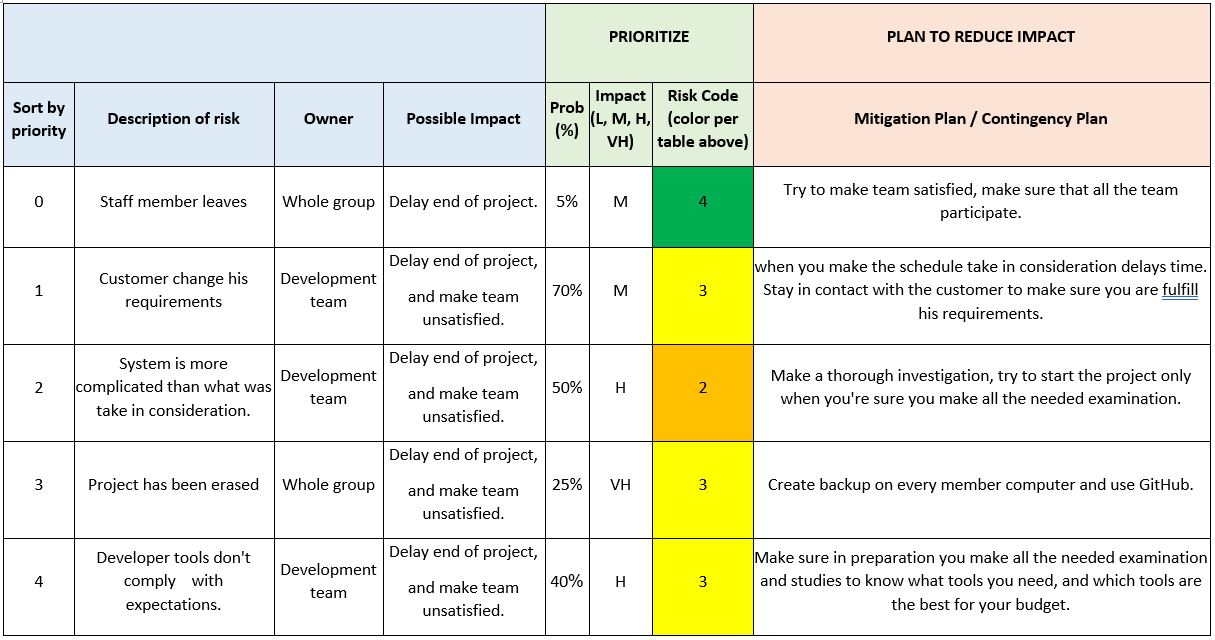 PRIORITIZE
PLAN TO REDUCE IMPACT
Sort by
priority
Description of risk
Owner
Possible Impact
Prob
(%)
Impact
(L, M, H,
VH)
Risk Code
(color per
table above)
Mitigation Plan / Contingency Plan
0
Staff member leaves
Whole group
Delay end of project.
5%
M
4
Try to make team satisfied, make sure that all the team
participate.
1
Customer change his
requirements
Development
team
Delay end of project,
and make team
unsatisfied.
70%
M
3
when you make the schedule take in consideration delays time.
Stay in contact with the customer to make sure you are fulfill
his requirements.
2
System is more
complicated than what was
take in consideration.
Development
team
Delay end of project,
and make team
unsatisfied.
50%
H
2
Make a thorough investigation, try to start the project only
when you're sure you make all the needed examination.
3
Project has been erased
Whole group
Delay end of project,
and make team
unsatisfied.
25%
VH
3
Create backup on every member computer and use GitHub.
4
Developer tools don't
comply with
expectations.
Development
team
Delay end of project,
and make team
unsatisfied.
40%
H
3
Make sure in preparation you make all the needed examination
and studies to know what tools you need, and which tools are
the best for your budget.